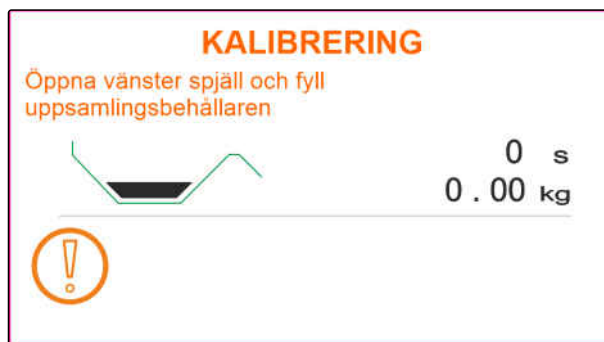 KALIBRERING
Öppna vänster spjäll och fyll
uppsamlingsbehållaren
0 s
0.00 kg